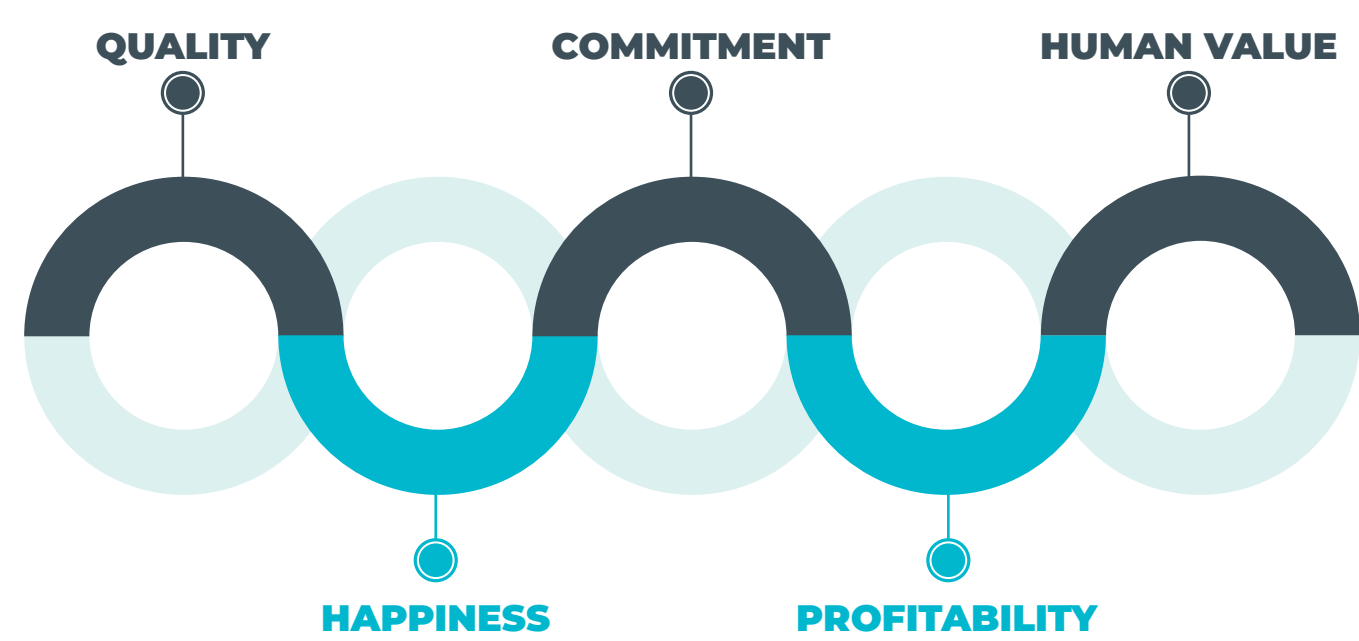 QUALITY
COMMITMENT
HUMAN VALUE
HAPPINESS
PROFITABILITY